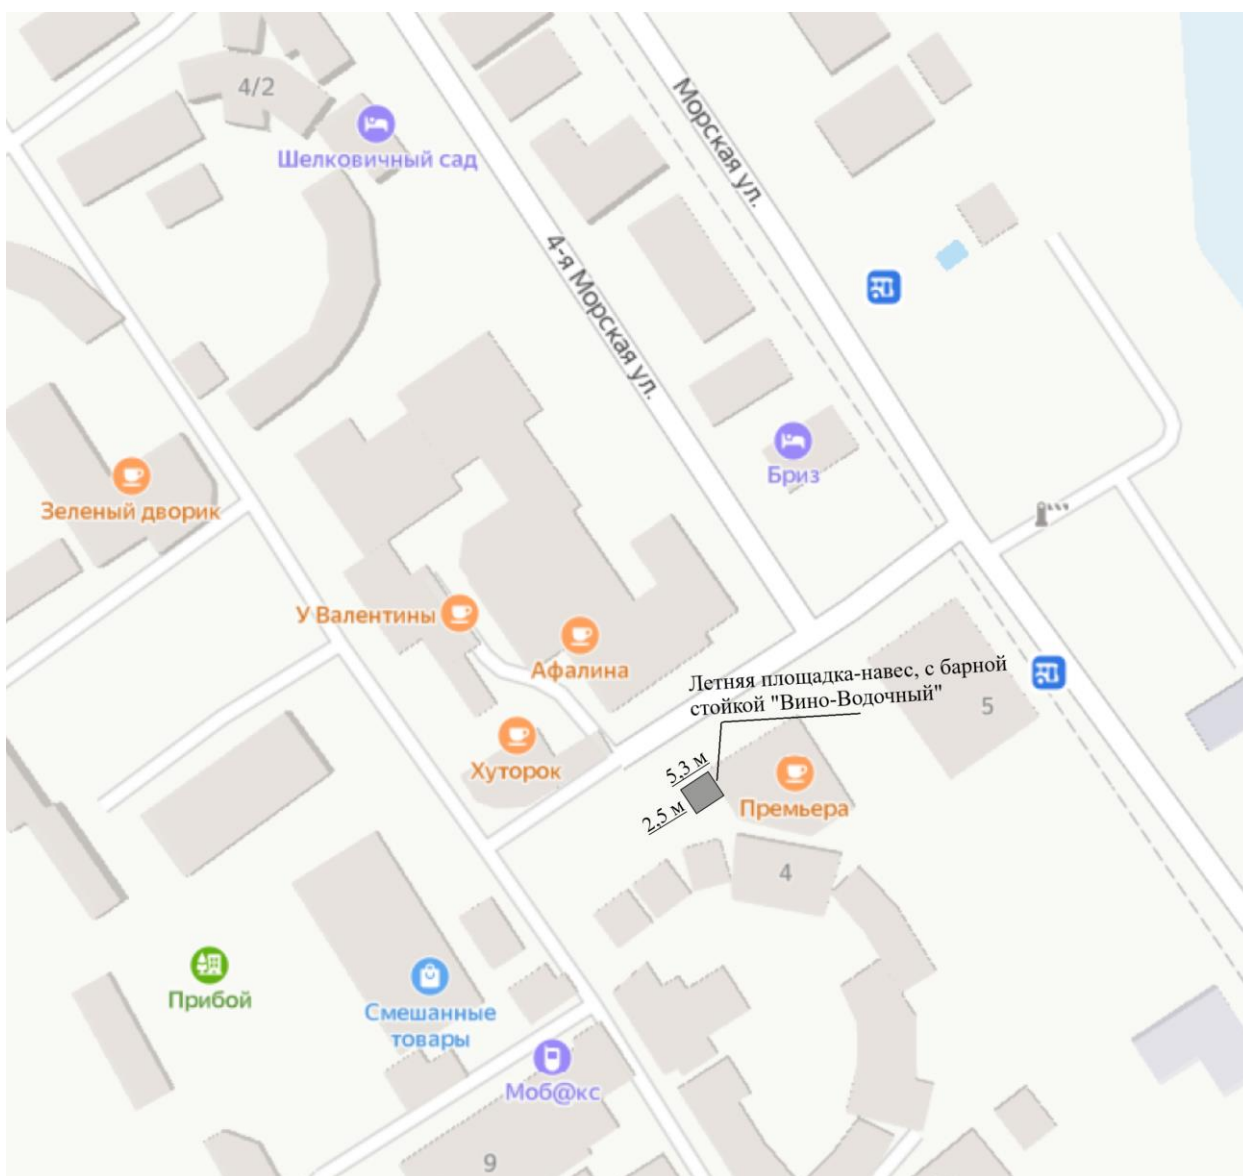 4/2
Шелковичный сад
Морская ул.
4-я Морская ул.
Бриз
Зеленый дворик
У Валентины
Афалина
Летняя площадка-навес, с барной
стойкой "Вино-Водочный"
5
Хуторок
5,3 м
2,5 м
Премьера
4
Прибой
Смешанные
товары
Моб@кс
9